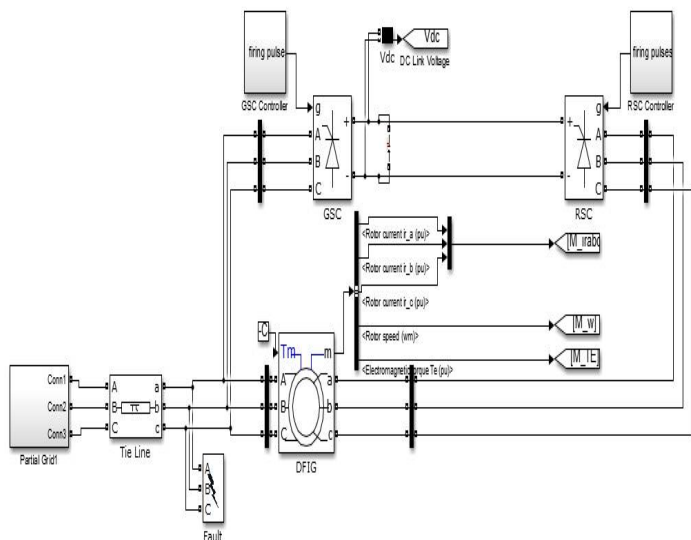 firing pulse
GSC Controller
g
A
B
C
+
-
GSC
Vdc
Vdc
DC Link Voltage
firing pulses
RSC Controller
g
+
-
A
B
C
RSC
<Rotor current ir_a (pu)>
<Rotor current ir_b (pu)>
<Rotor current ir_c (pu)>
<Rotor speed (wm)>
<Electromagnetic torque Te (pu)>
[M_irabc
[M_w]
[M_TE]
-C-
Tm
m
A
B
C
a
b
c
DFIG
Conn1
Conn2
Conn3
Partial Grid1
A
B
C
a
b
c
Tie Line
A
B
C
Fault